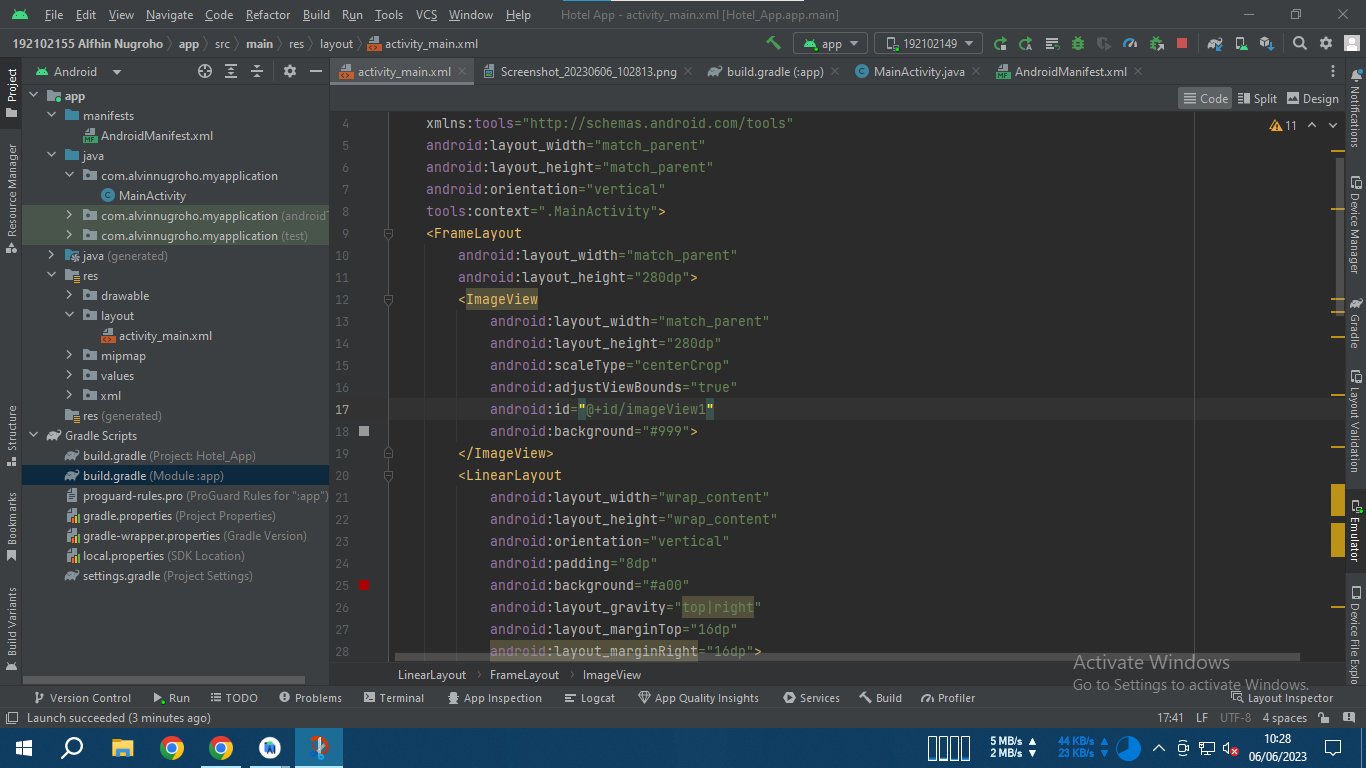 File Edit View Navigate Code Refactor Build Run Tools VCS Window Help Hotel App - activity_main.xml [Hotel_App.app.main]
192102155 Alfhin Nugroho app src main res layout activity_main.xml app 192102149
Android activity_main.xml Screenshot_20230606_102813.png build.gradle (:app) MainActivity.java AndroidManifest.xml
Code Split Design
Project
Resource Manager
Structure
Bookmarks
Build Variants
app
manifests
AndroidManifest.xml
java
com.alvinnugroho.myapplication
MainActivity
com.alvinnugroho.myapplication (androidT
com.alvinnugroho.myapplication (test)
java (generated)
res
drawable
layout
activity_main.xml
mipmap
values
xml
res (generated)
Gradle Scripts
build.gradle (Project: Hotel_App)
build.gradle (Module :app)
proguard-rules.pro (ProGuard Rules for ":app")
gradle.properties (Project Properties)
gradle-wrapper.properties (Gradle Version)
local.properties (SDK Location)
settings.gradle (Project Settings)
11
4 xmlns:tools="http://schemas.android.com/tools"
5 android:layout_width="match_parent"
6 android:layout_height="match_parent"
7 android:orientation="vertical"
8 tools:context=".MainActivity">
9 <FrameLayout
10 android:layout_width="match_parent"
11 android:layout_height="280dp">
12 <ImageView
13 android:layout_width="match_parent"
14 android:layout_height="280dp"
15 android:scaleType="centerCrop"
16 android:adjustViewBounds="true"
17 android:id="@+id/imageView1"
18 android:background="#999">
19 </ImageView>
20 <LinearLayout
21 android:layout_width="wrap_content"
22 android:layout_height="wrap_content"
23 android:orientation="vertical"
24 android:padding="8dp"
25 android:background="#a00"
26 android:layout_gravity="top|right"
27 android:layout_marginTop="16dp"
28 android:layout_marginRight="16dp">
LinearLayout FrameLayout ImageView
Notifications
Device Manager
Gradle
Layout Validation
Emulator
Device File Explo
Activate Windows
Go to Settings to activate Windows.
Version Control Run TODO Problems Terminal App Inspection Logcat App Quality Insights Services Build Profiler Layout Inspector
Launch succeeded (3 minutes ago) 17:41 LF UTF-8 4 spaces
5 MB/s 44 KB/s 10:28
2 MB/s 23 KB/s 06/06/2023